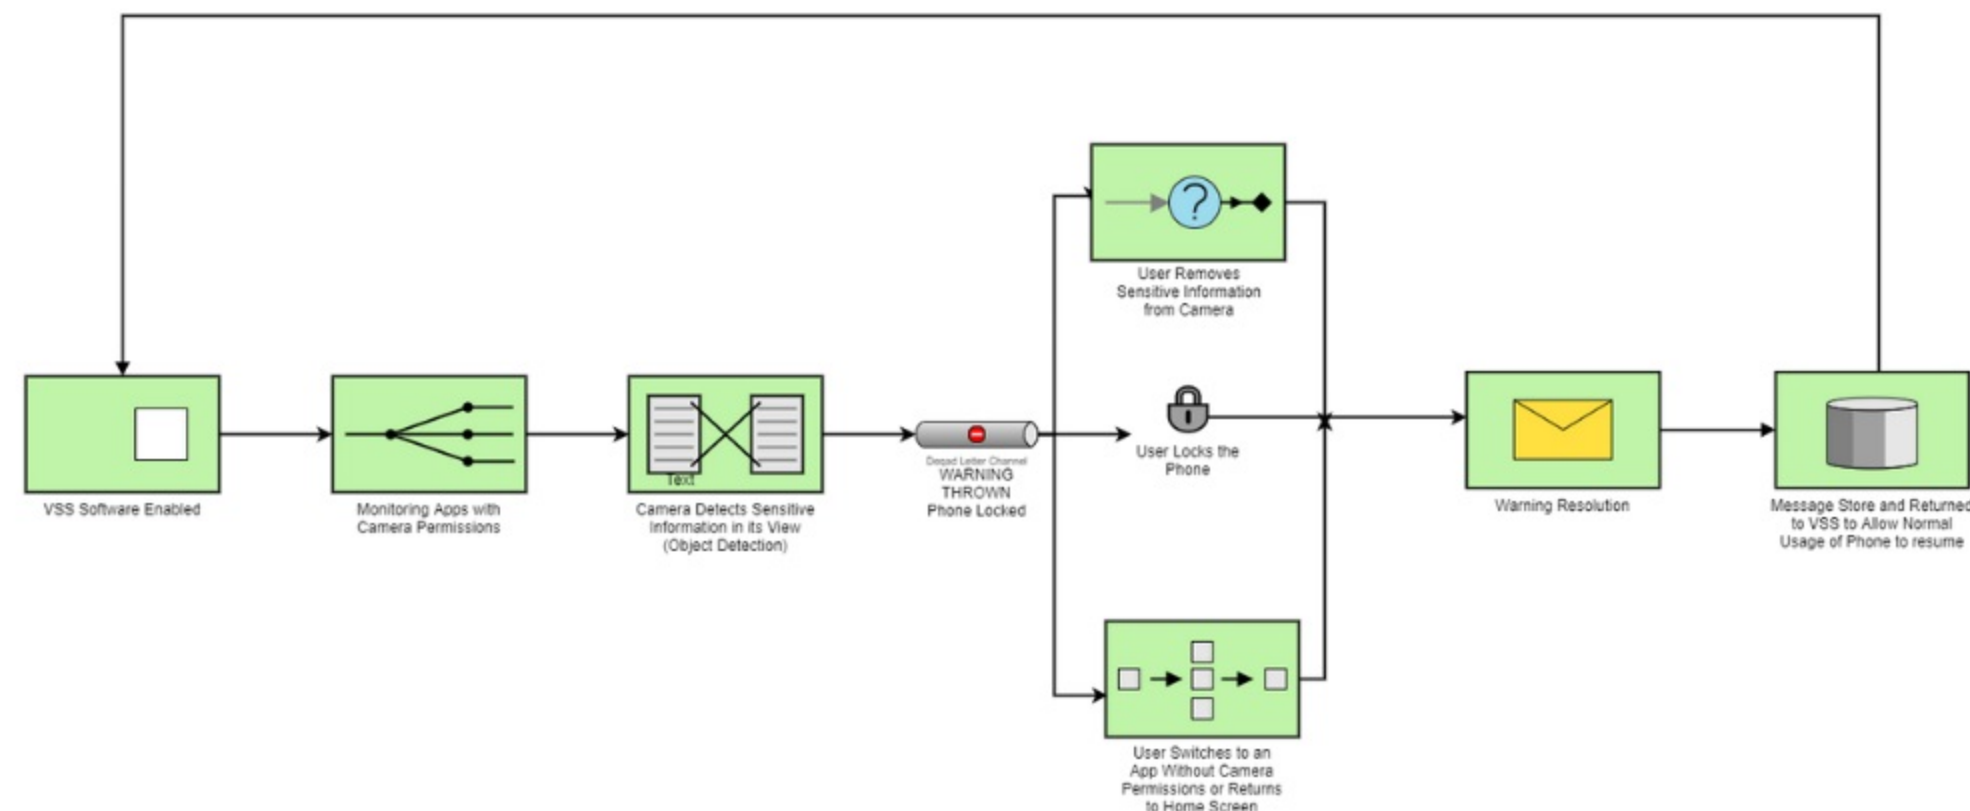 VSS Software Enabled
Monitoring Apps with
Camera Permissions
Text
Camera Detects Sensitive
Information in its View
(Object Detection)
Deqad Letter Channel
WARNING
THROWN
Phone Locked
?
User Removes
Sensitive Information
from Camera
User Locks the
Phone
User Switches to an
App Without Camera
Permissions or Returns
to Home Screen
Warning Resolution
Message Store and Returned
to VSS to Allow Normal
Usage of Phone to resume